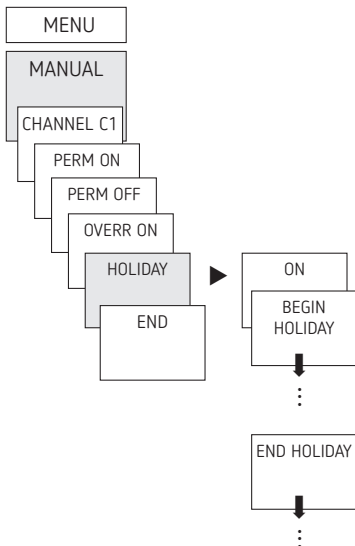 MENU
MANUAL
CHANNEL C1
PERM ON
PERM OFF
OVERR ON
HOLIDAY
END
ON
BEGIN
HOLIDAY
END HOLIDAY